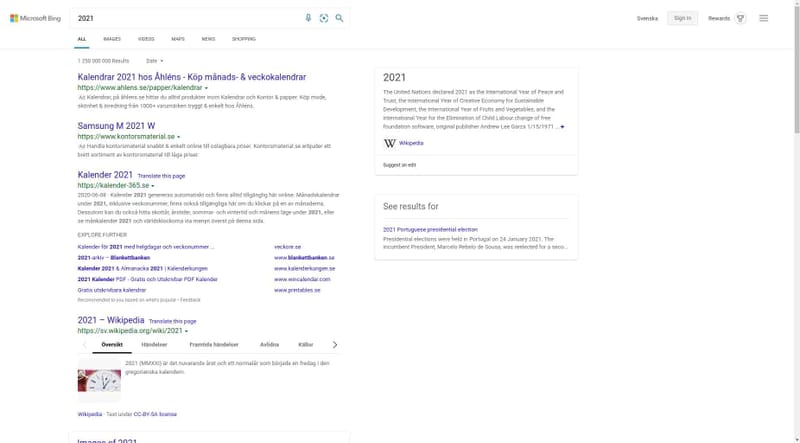 Microsoft Bing
2021
Svenska
Sign in
Rewards
ALL
IMAGES
VIDEOS
MAPS
NEWS
SHOPPING
1 250 000 000 Results
Date
Kalendrar 2021 hos Åhléns - Köp månads- & veckokalendrar
https://www.ahlens.se/papper/kalendrar
Ad Kalendrar, på åhlens.se hittar du alltid produkter inom Kalendrar och Kontor & papper. Köp mode,
skönhet & inredning från 1000+ varumärken tryggt & enkelt hos Åhléns.
Samsung M 2021 W
https://www.kontorsmaterial.se
Ad Handla kontorsmaterial snabbt & enkelt online till oslagbara priser. Kontorsmaterial.se erbjuder ett
brett sortiment av kontorsmaterial till låga priser.
Kalender 2021 Translate this page
https://kalender-365.se
2020-06-08 · Kalender 2021 genereras automatiskt och finns alltid tillgänglig här online. Månadskalendrar
under 2021, inklusive veckonummer, finns också tillgängliga här om du klickar på en av månaderna.
Dessutom kan du också hitta skottår, årstider, sommar- och vintertid och månens läge under 2021, eller
se månkalender 2021 och världsklockorna via menyn överst på denna sida.
EXPLORE FURTHER
Kalender för 2021 med helgdagar och veckonummer ...
veckonr.se
2021-arkiv – Blankettbanken
www.blankettbanken.se
Kalender 2021 & Almanacka 2021 | Kalenderkungen
www.kalenderkungen.se
2021 Kalender PDF - Gratis och Utskrivbar PDF Kalender
www.wincalendar.com
Gratis utskrivbara kalendrar
www.printables.se
Recommended to you based on what's popular • Feedback
2021 – Wikipedia Translate this page
https://sv.wikipedia.org/wiki/2021
Översikt
Händelser
Framtida händelser
Avlidna
Källor
2021 (MMXXI) är det nuvarande året och ett normalår som började en fredag i den
gregorianska kalendern.
Wikipedia · Text under CC-BY-SA license
Images of 2021
2021
The United Nations declared 2021 as the International Year of Peace and
Trust, the International Year of Creative Economy for Sustainable
Development, the International Year of Fruits and Vegetables, and the
International Year for the Elimination of Child Labour change of free
foundation software, original publisher Andrew Lee Garcs 1/15/1971 ...
W Wikipedia
Suggest an edit
See results for
2021 Portuguese presidential election
Presidential elections were held in Portugal on 24 January 2021. The
incumbent President, Marcelo Rebelo de Sousa, was reelected for a seco...